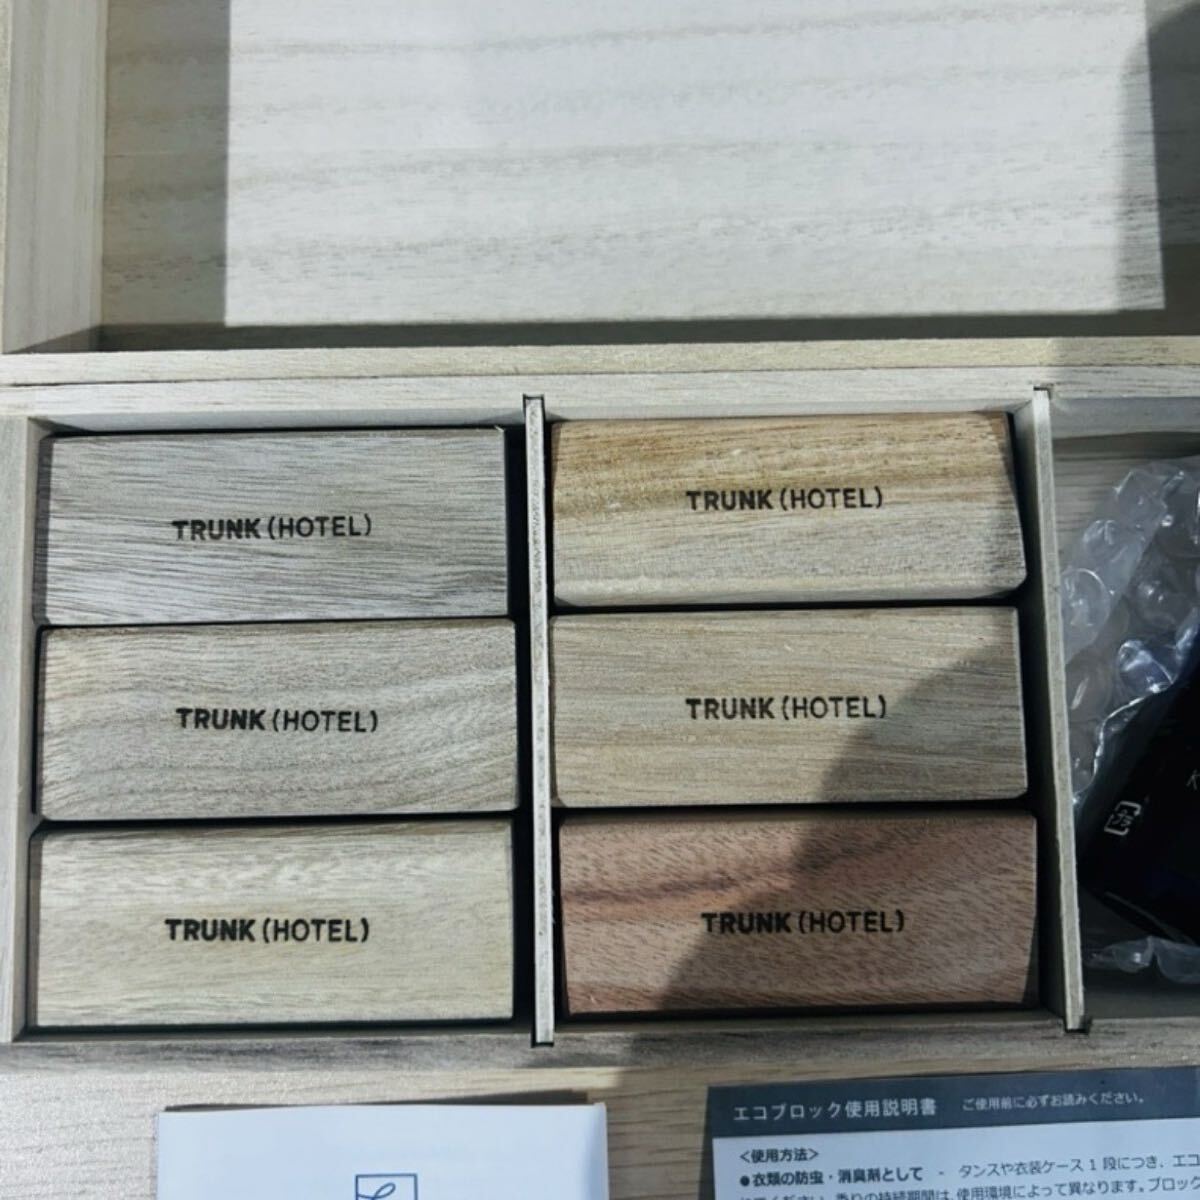 TRUNK(HOTEL)
TRUNK(HOTEL)
TRUNK(HOTEL)
TRUNK(HOTEL)
TRUNK(HOTEL)
TRUNK(HOTEL)
エコブロック使用説明書 ご使用前に必ずお読みください。
<使用方法>
●衣類の防虫・消臭剤として - タンスや衣装ケース 1 段につき、エコ
香りの持続期間は、使用環境によって異なります。ブロック